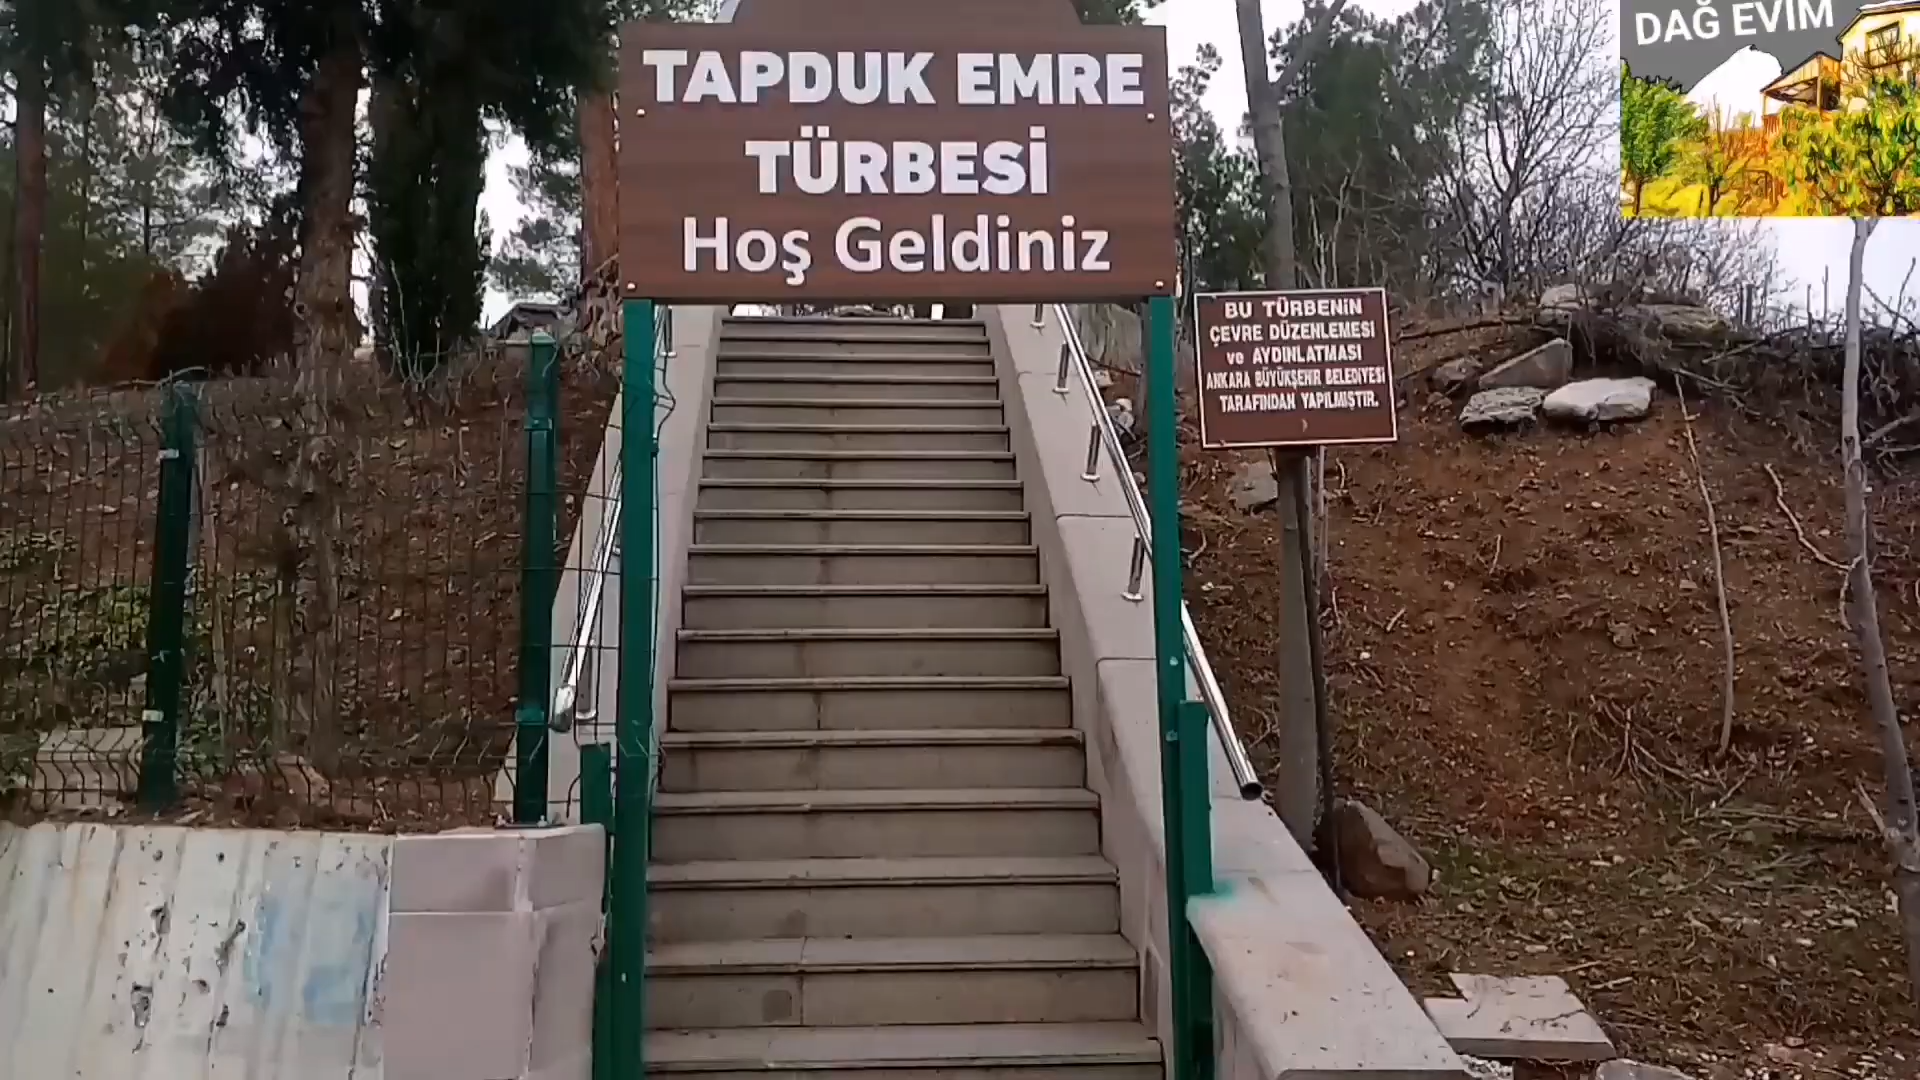 TAPDUK EMRE
TÜRBESİ
Hoş Geldiniz
BU TÜRBENİN
ÇEVRE DÜZENLEMESİ
ve AYDINLATMASI
ANKARA BÜYÜKŞEHİR BELEDİYESİ
TARAFINDAN YAPILMIŞTIR.
DAĞ EVİM